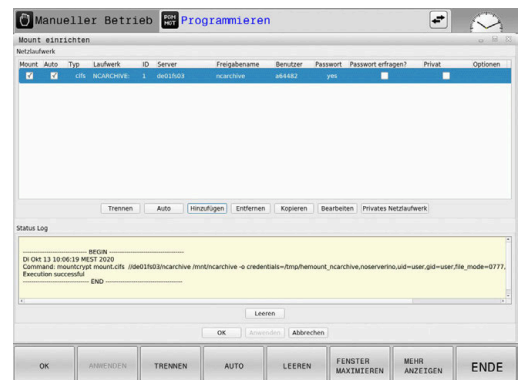 Manueller Betrieb PGM MGT Programmieren
Mount einrichten
Netzlaufwerk
Mount Auto Typ Laufwerk ID Server Freigabename Benutzer Passwort Passwort erfragen? Privat Optionen
cifs NCARCHIVE: 1 de01fs03 ncarchive a64482 yes
Trennen Auto Hinzufügen Entfernen Kopieren Bearbeiten Privates Netzlaufwerk
Status Log
---------------------- BEGIN ----------------------
Di Okt 13 10:06:19 MEST 2020
Command: mountcrypt mount.cifs //de01fs03/ncarchive /mnt/ncarchive -o credentials=/tmp/hemount_ncarchive,noserverino,uid=user,gid=user,file_mode=0777,
Execution successful
---------------------- END ----------------------
Leeren
OK Anwenden Abbrechen
OK ANWENDEN TRENNEN AUTO LEEREN FENSTER MAXIMIEREN MEHR ANZEIGEN ENDE